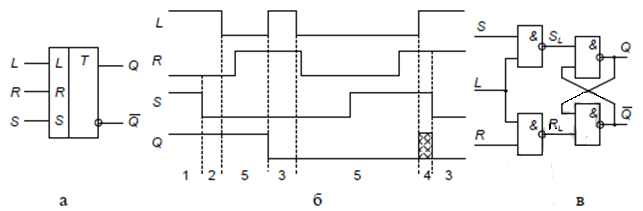 L L T Q
R R
S S Q̅
а
L
R
S
Q
1 2 5 3 5 4 3
б
S & S_L & Q
L
R & R_L & Q̅
в